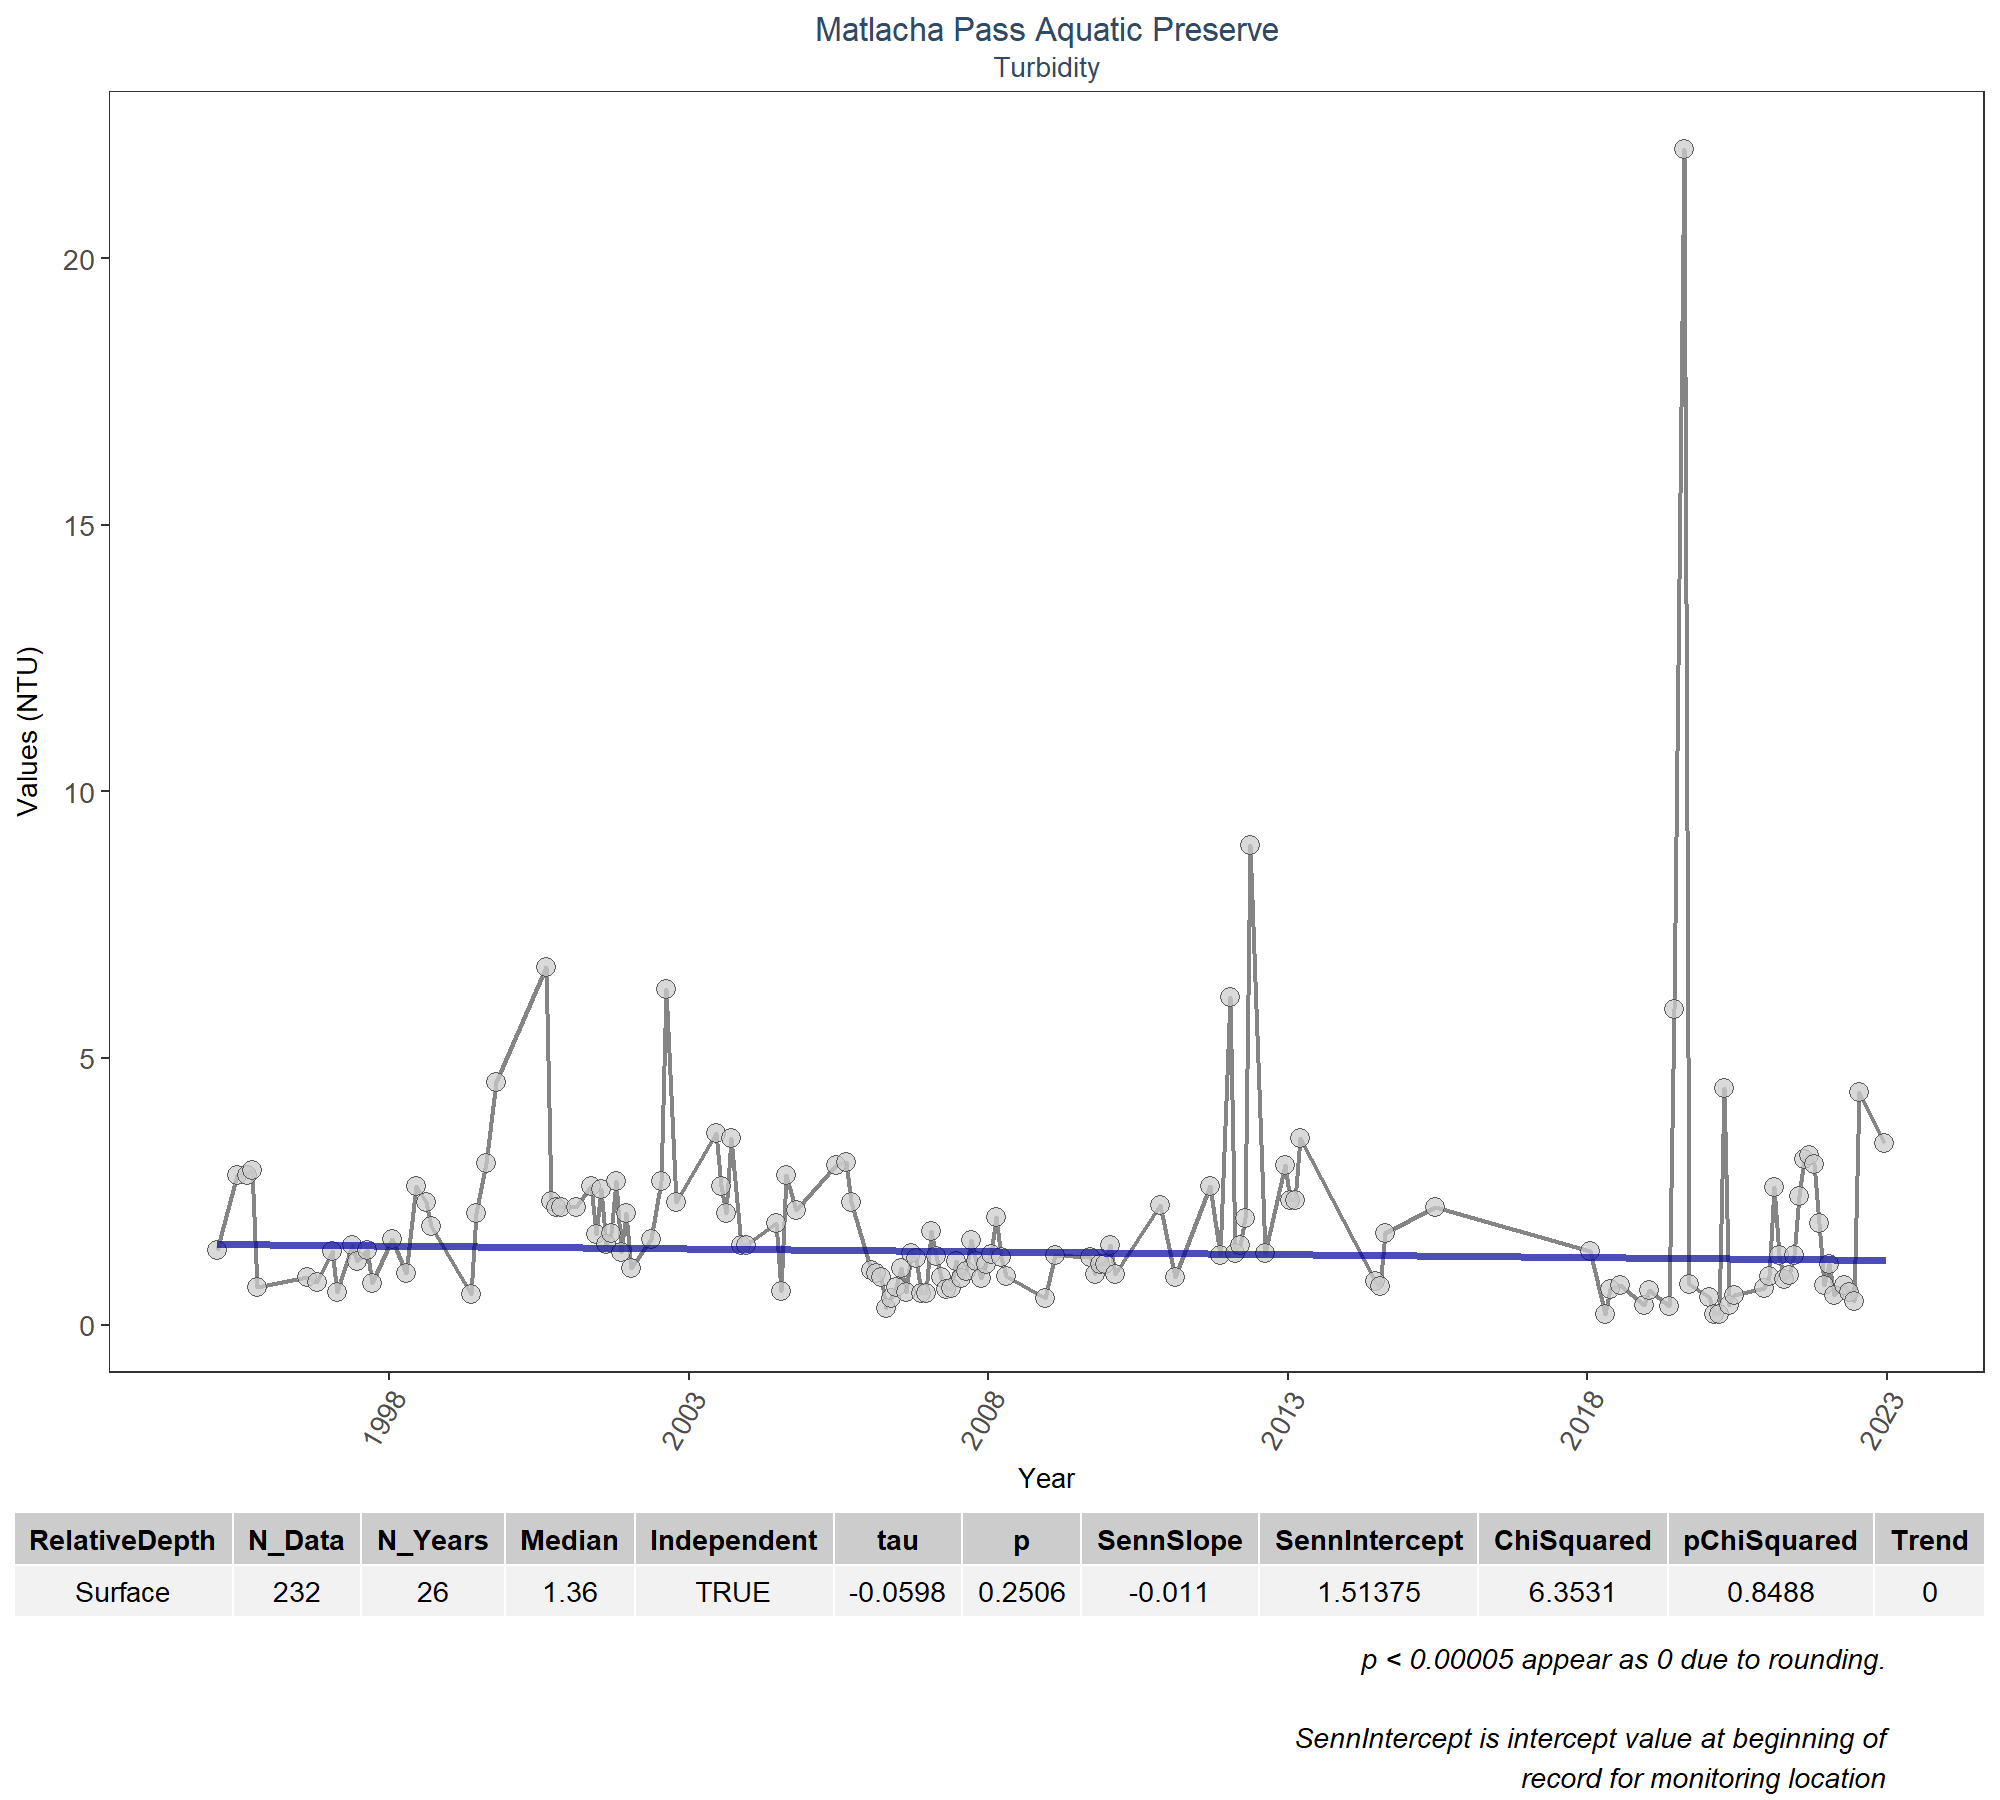 Matlacha Pass Aquatic Preserve
Turbidity
Values (NTU)
20
15
10
5
0
1998 2003 2008 2013 2018 2023
Year
RelativeDepth N_Data N_Years Median Independent tau p SennSlope SennIntercept ChiSquared pChiSquared Trend
Surface 232 26 1.36 TRUE -0.0598 0.2506 -0.011 1.51375 6.3531 0.8488 0
p < 0.00005 appear as 0 due to rounding.
SennIntercept is intercept value at beginning of
record for monitoring location